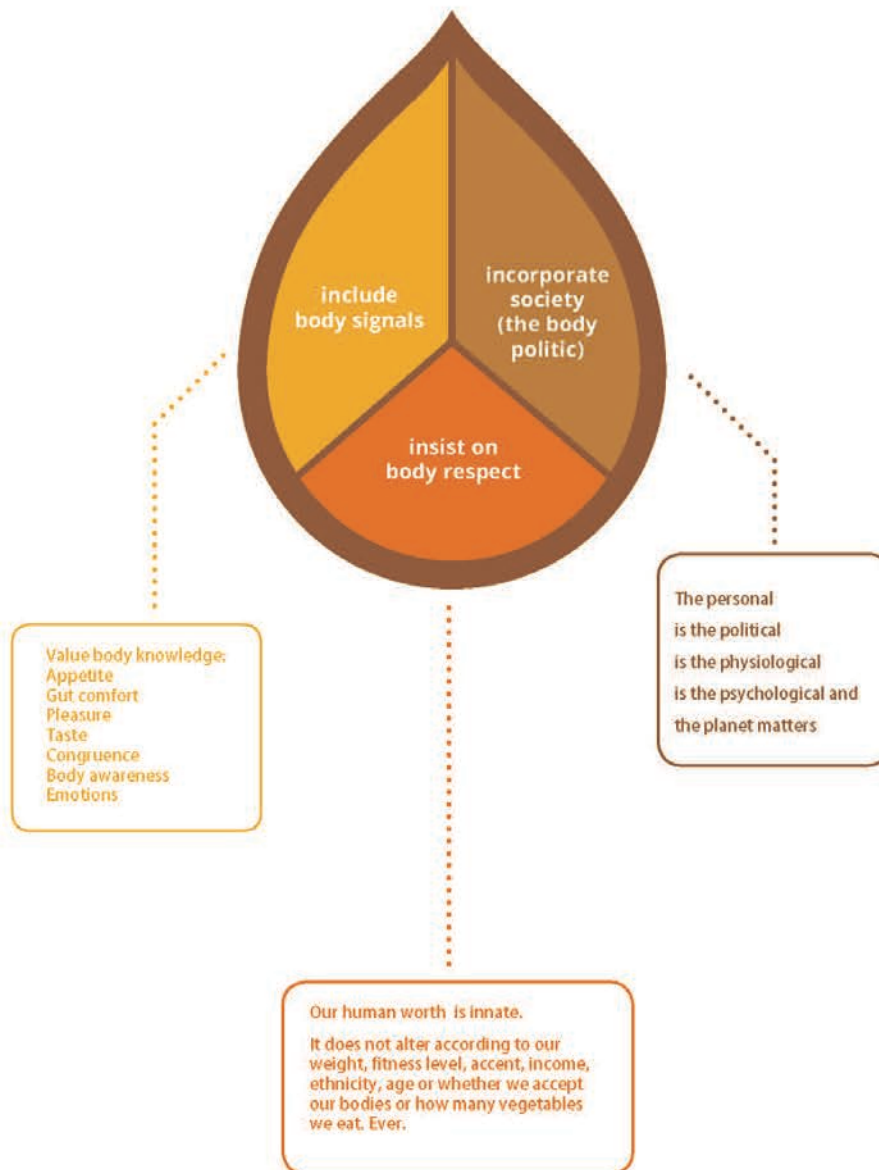 include
body signals
incorporate
society
(the body
politic)
insist on
body respect
Value body knowledge:
Appetite
Gut comfort
Pleasure
Taste
Congruence
Body awareness
Emotions
The personal
is the political
is the physiological
is the psychological and
the planet matters
Our human worth is innate.
It does not alter according to our
weight, fitness level, accent, income,
ethnicity, age or whether we accept
our bodies or how many vegetables
we eat. Ever.